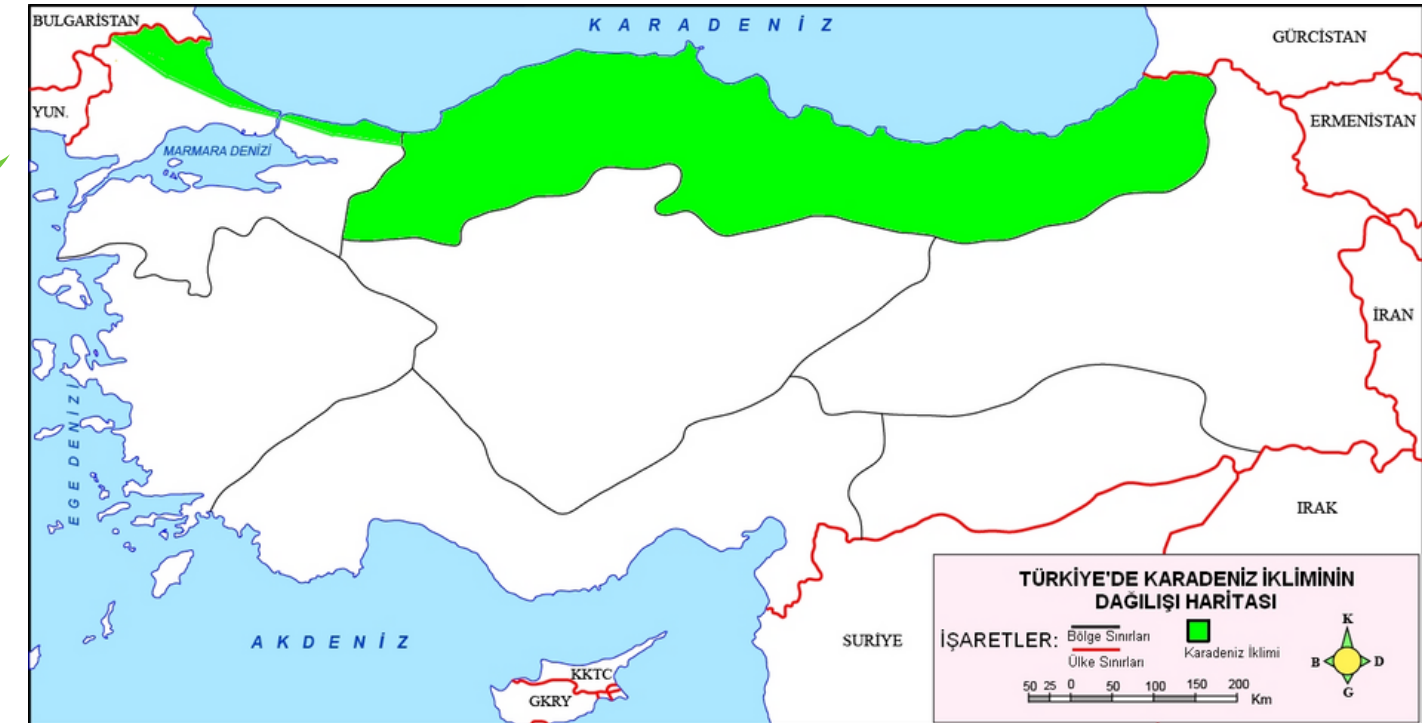 BULGARİSTAN
K A R A D E N İ Z
GÜRCİSTAN
YUN.
ERMENİSTAN
MARMARA DENİZİ
İRAN
E G E D E N İ Z İ
IRAK
A K D E N İ Z
SURİYE
KKTC
GKRY
TÜRKİYE'DE KARADENİZ İKLİMİNİN
DAĞILIŞI HARİTASI
İŞARETLER:
Bölge Sınırları
Ülke Sınırları
Karadeniz İklimi
K
B D
G
50 25 0 50 100 150 200
Km